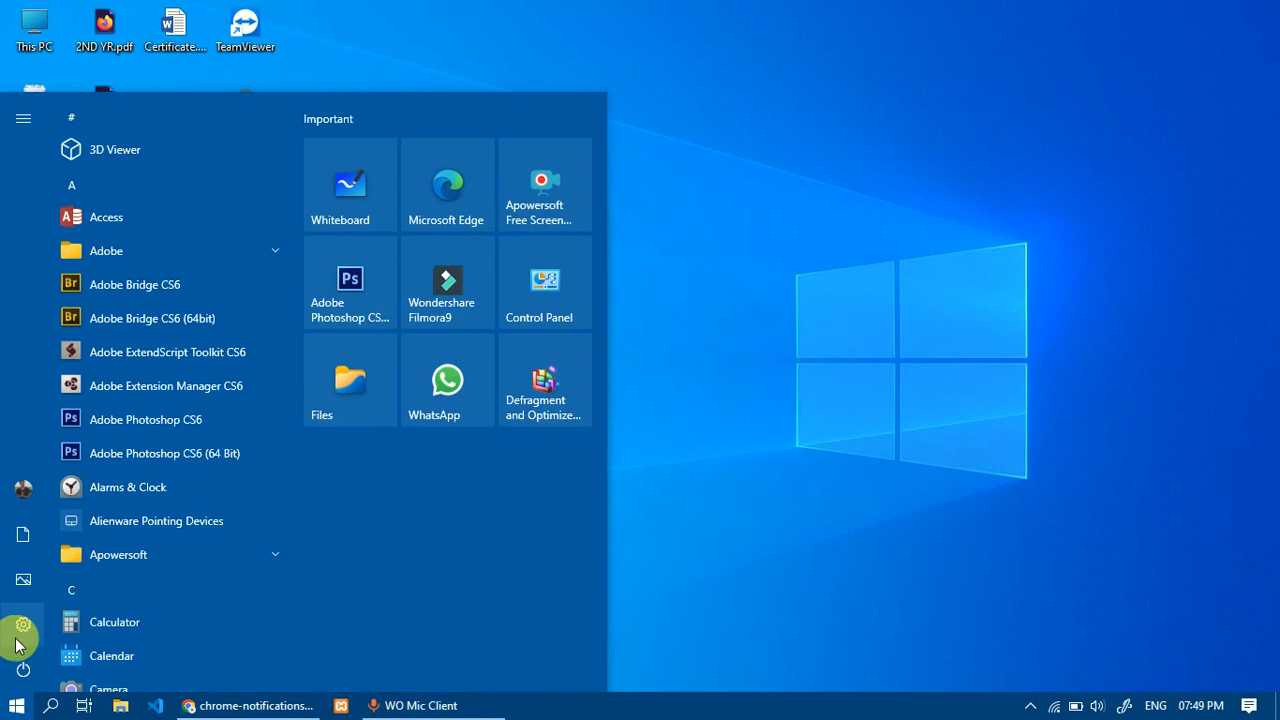 This PC
2ND YR.pdf
Certificate....
TeamViewer
#
3D Viewer
A
Access
Adobe
Adobe Bridge CS6
Adobe Bridge CS6 (64bit)
Adobe ExtendScript Toolkit CS6
Adobe Extension Manager CS6
Adobe Photoshop CS6
Adobe Photoshop CS6 (64 Bit)
Alarms & Clock
Alienware Pointing Devices
Apowersoft
C
Calculator
Calendar
Camera
Important
Whiteboard
Microsoft Edge
Apowersoft
Free Screen...
Adobe
Photoshop CS...
Wondershare
Filmora9
Control Panel
Files
WhatsApp
Defragment
and Optimize...
chrome-notifications...
WO Mic Client
ENG
07:49 PM